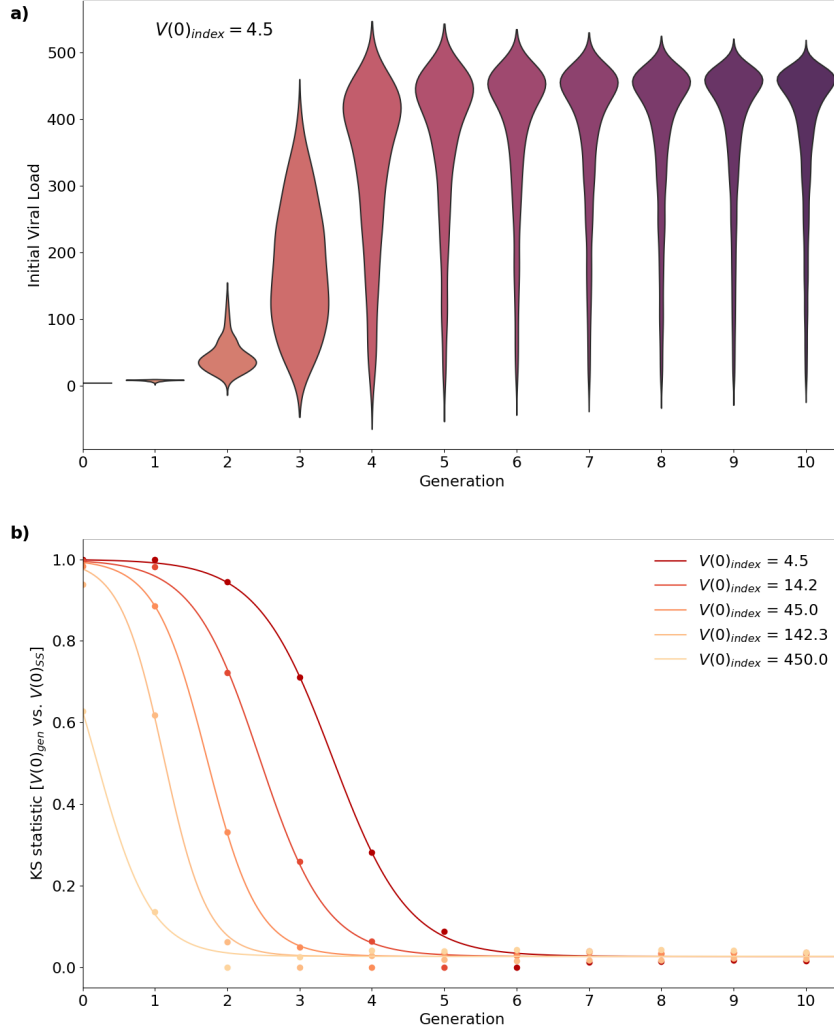 a)
V(0)index = 4.5
500
400
300
200
100
0
Initial Viral Load
0 1 2 3 4 5 6 7 8 9 10
Generation
b)
V(0)index = 4.5
V(0)index = 14.2
V(0)index = 45.0
V(0)index = 142.3
V(0)index = 450.0
1.0
0.8
0.6
0.4
0.2
0.0
KS statistic [V(0)gen vs. V(0)SS]
0 1 2 3 4 5 6 7 8 9 10
Generation